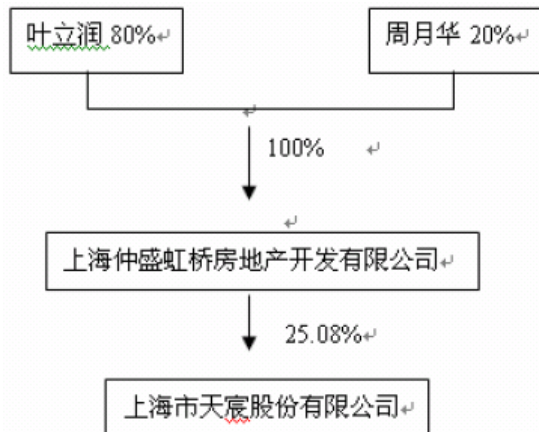 叶立润 80%
周月华 20%
100%
上海仲盛虹桥房地产开发有限公司
25.08%
上海市天宸股份有限公司